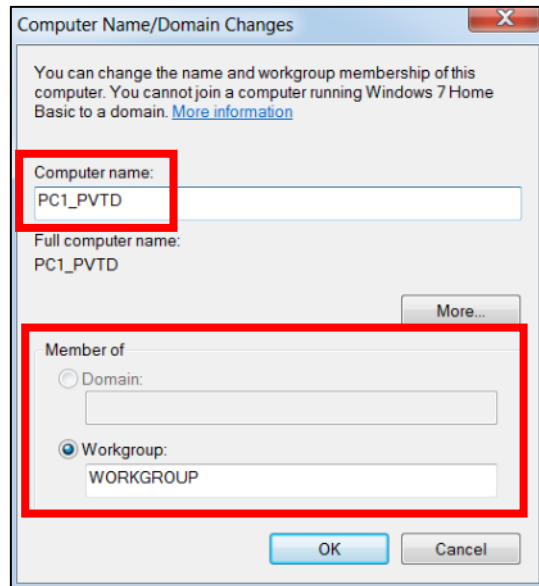 Computer Name/Domain Changes
You can change the name and workgroup membership of this
computer. You cannot join a computer running Windows 7 Home
Basic to a domain. More information
Computer name:
PC1_PVTD
Full computer name:
PC1_PVTD
More...
Member of
Domain:
Workgroup:
WORKGROUP
OK Cancel